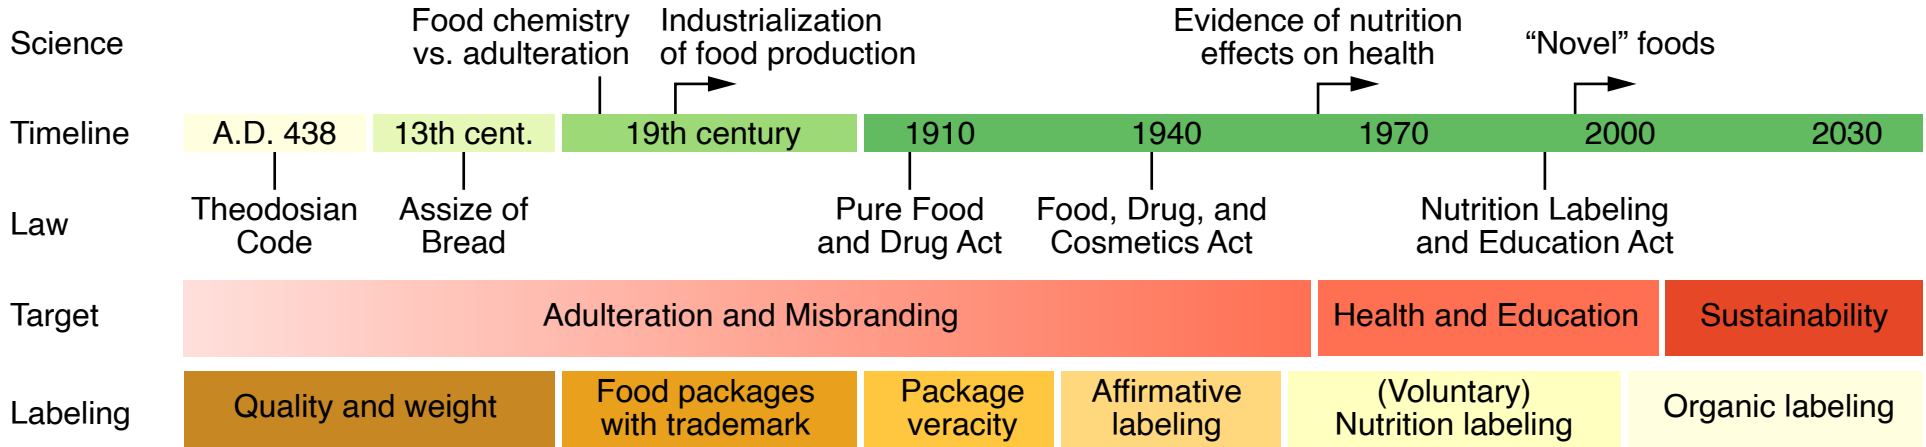 Science
Food chemistry
vs. adulteration
Industrialization
of food production
Evidence of nutrition
effects on health
“Novel” foods
Timeline
A.D. 438
13th cent.
19th century
1910
1940
1970
2000
2030
Law
Theodosian
Code
Assize of
Bread
Pure Food
and Drug Act
Food, Drug, and
Cosmetics Act
Nutrition Labeling
and Education Act
Target
Adulteration and Misbranding
Health and Education
Sustainability
Labeling
Quality and weight
Food packages
with trademark
Package
veracity
Affirmative
labeling
(Voluntary)
Nutrition labeling
Organic labeling